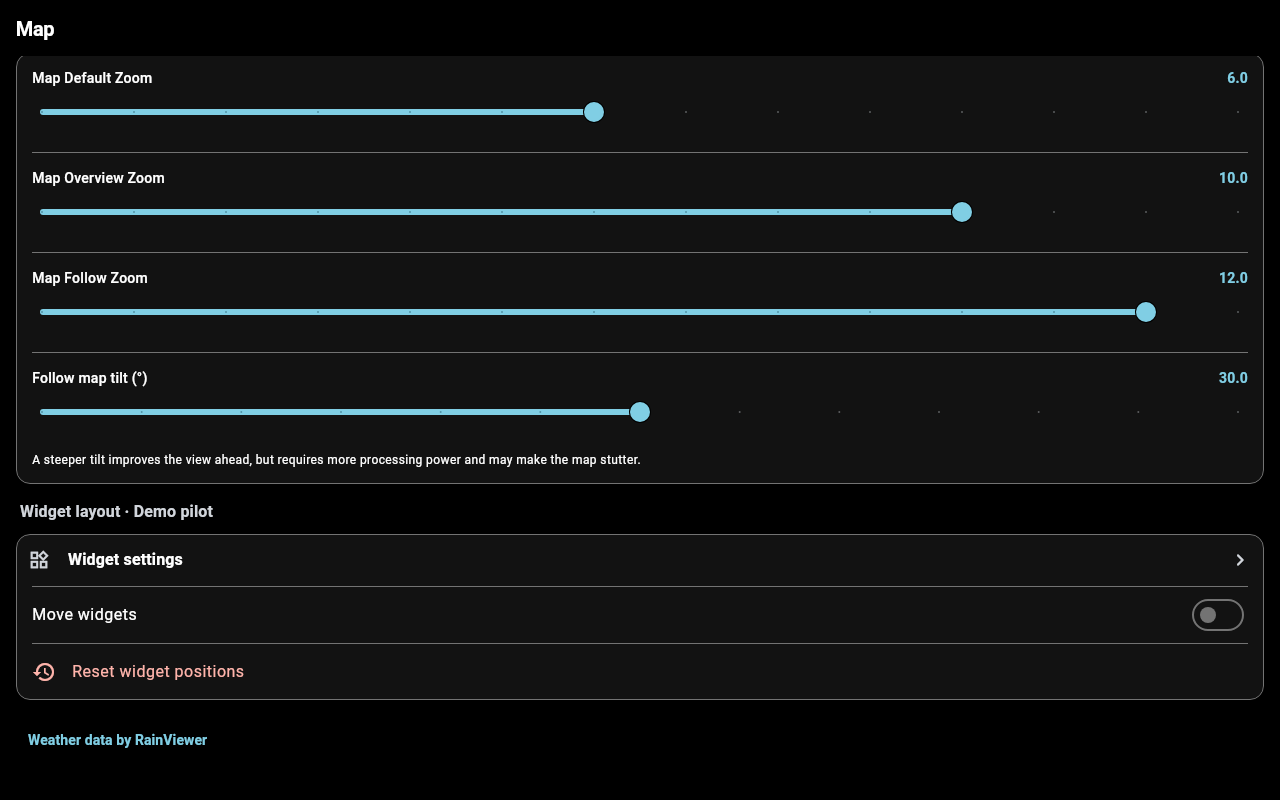 Map
Map Default Zoom 6.0
Map Overview Zoom 10.0
Map Follow Zoom 12.0
Follow map tilt (°) 30.0
A steeper tilt improves the view ahead, but requires more processing power and may make the map stutter.
Widget layout · Demo pilot
Widget settings
Move widgets
Reset widget positions
Weather data by RainViewer